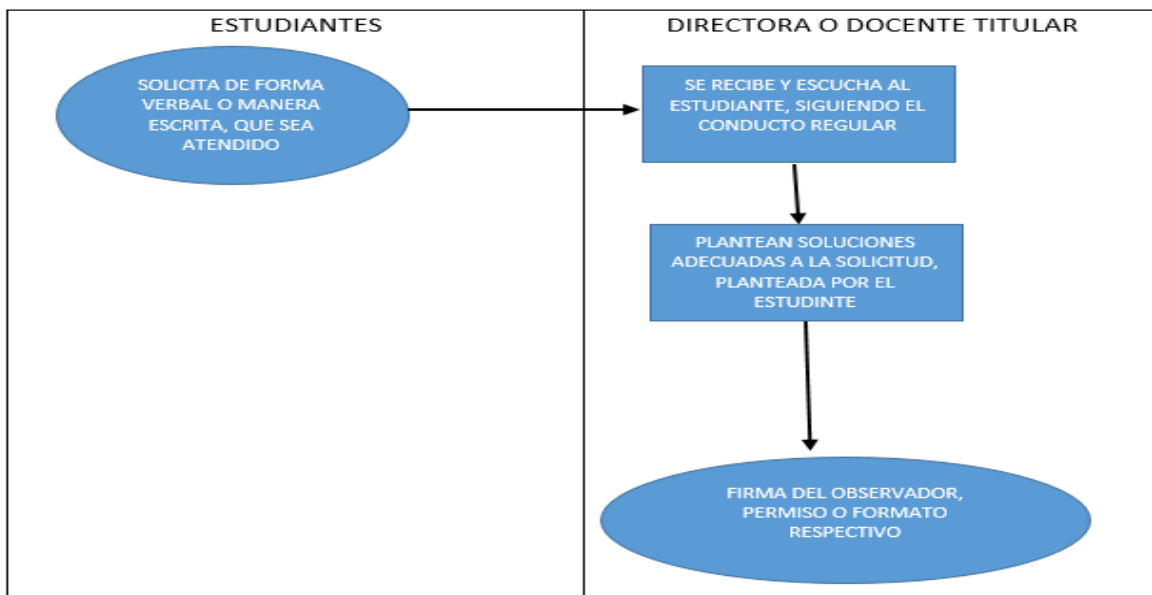 ESTUDIANTES
DIRECTORA O DOCENTE TITULAR
SOLICITA DE FORMA
VERBAL O MANERA
ESCRITA, QUE SEA
ATENDIDO
SE RECIBE Y ESCUCHA AL
ESTUDIANTE, SIGUIENDO EL
CONDUCTO REGULAR
PLANTEAN SOLUCIONES
ADECUADAS A LA SOLICITUD,
PLANTEADA POR EL
ESTUDINTE
FIRMA DEL OBSERVADOR,
PERMISO O FORMATO
RESPECTIVO